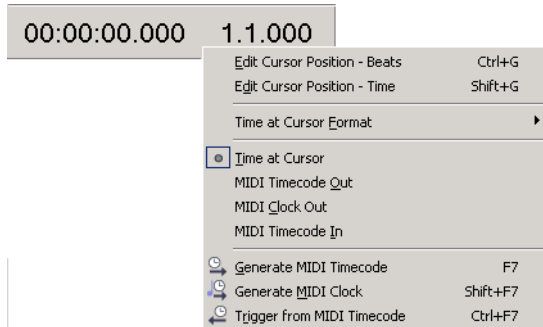 00:00:00.000 1.1.000
Edit Cursor Position - Beats Ctrl+G
Edit Cursor Position - Time Shift+G
Time at Cursor Format
Time at Cursor
MIDI Timecode Out
MIDI Clock Out
MIDI Timecode In
Generate MIDI Timecode F7
Generate MIDI Clock Shift+F7
Trigger from MIDI Timecode Ctrl+F7